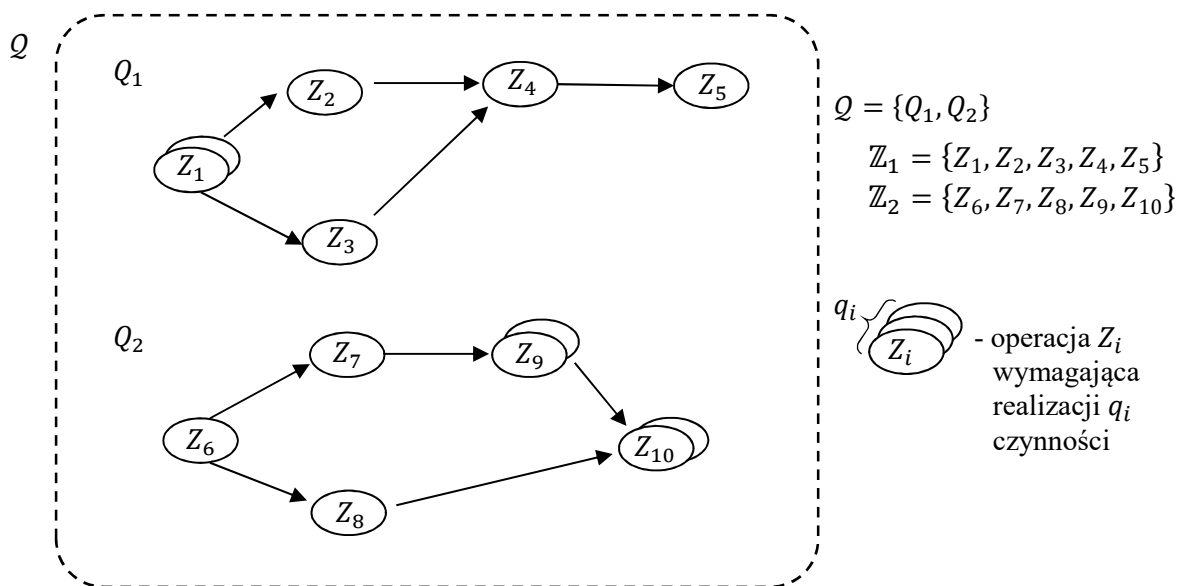 𝒬
Q₁
Z₂
Z₄
Z₅
Z₁
Z₃
𝒬 = {Q₁, Q₂}
ℤ₁ = {Z₁, Z₂, Z₃, Z₄, Z₅}
ℤ₂ = {Z₆, Z₇, Z₈, Z₉, Z₁₀}
Q₂
Z₇
Z₉
Z₆
Z₁₀
Z₈
qᵢ
Zᵢ
- operacja Zᵢ
wymagająca
realizacji qᵢ
czynności